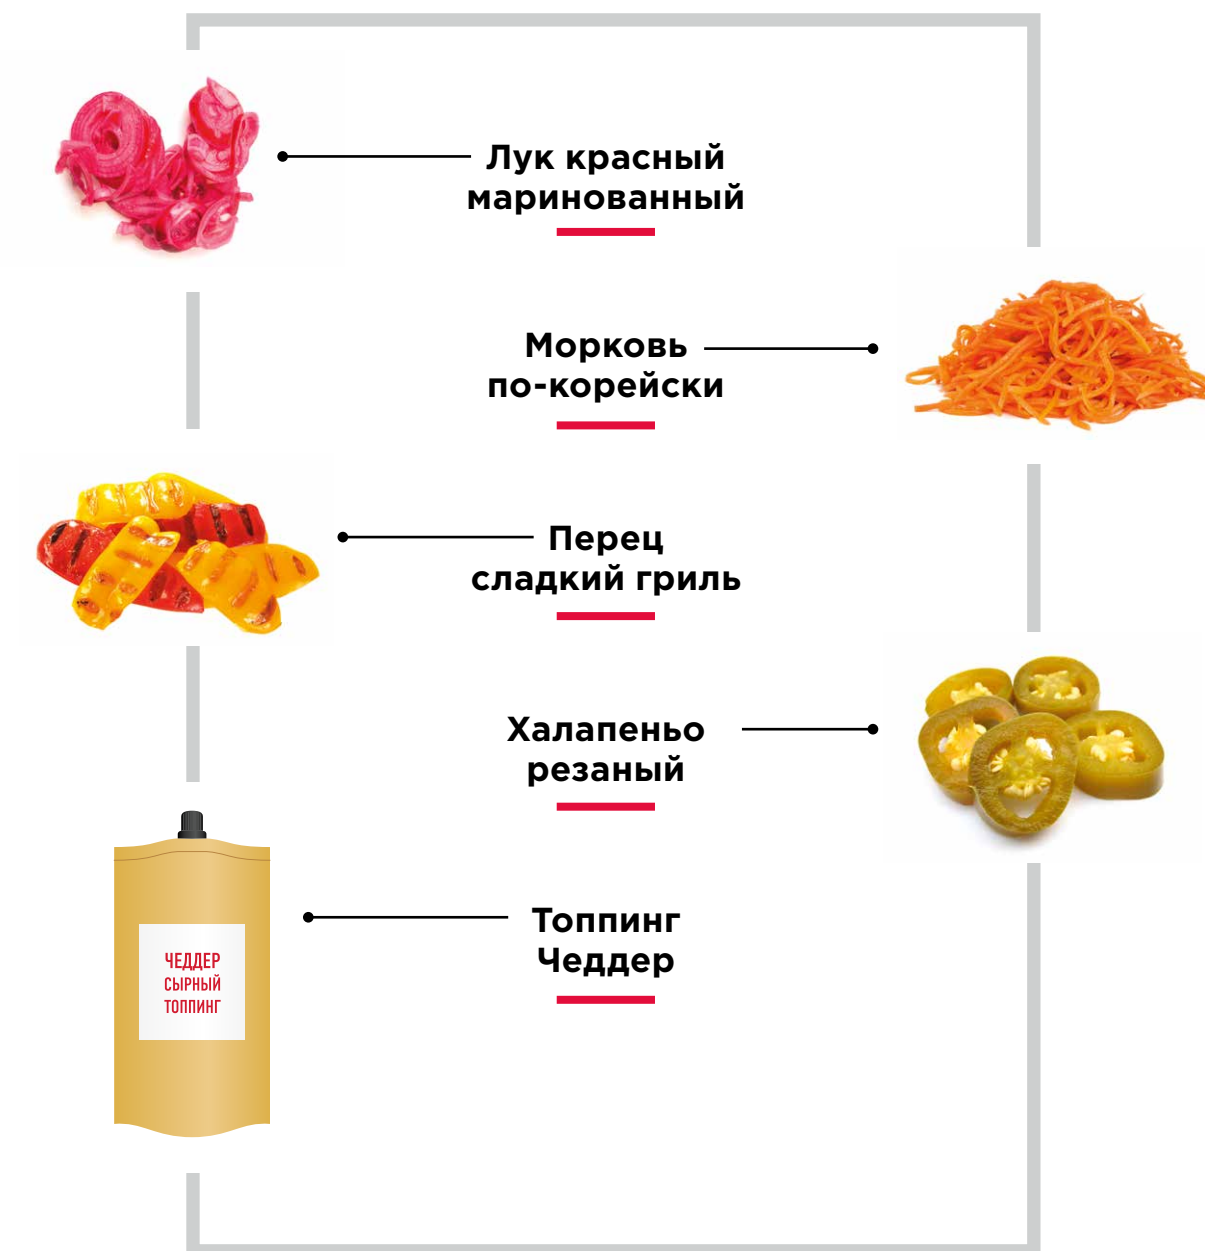 Лук красный
маринованный
Морковь
по-корейски
Перец
сладкий гриль
Халапеньо
резаный
Топпинг
Чеддер
ЧЕДДЕР
СЫРНЫЙ
ТОППИНГ